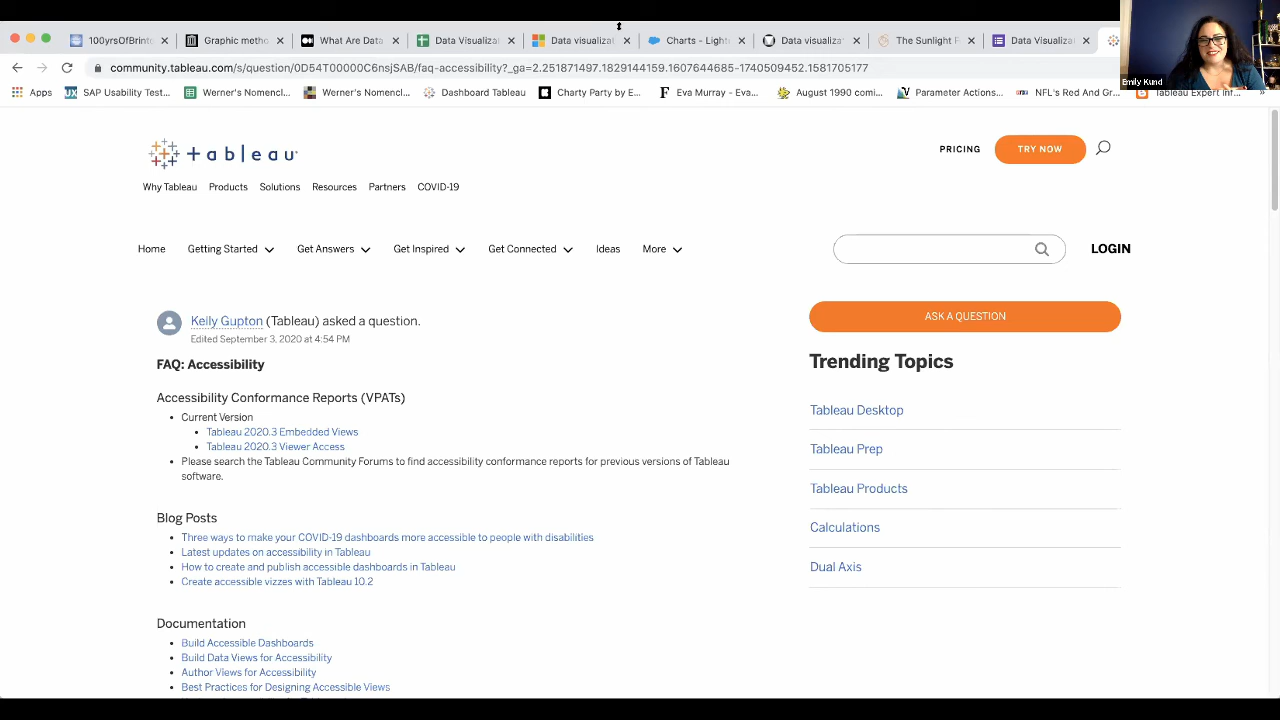 100yrsOfBrint
Graphic metho
What Are Data
Data Visualiza
Data Visualizat
Charts - Light
Data visualiza
The Sunlight F
Data Visualiza
community.tableau.com/s/question/0D54T00000C6nsjSAB/faq-accessibility?_ga=2.251871497.1829144159.1607644685-1740509452.1581705177
Emily Kund
Apps
SAP Usability Test...
Werner's Nomencl...
Werner's Nomencl...
Dashboard Tableau
Charty Party by E...
Eva Murray - Eva...
August 1990 comi...
Parameter Actions...
NFL's Red And Gr...
Tableau Expert Inf...
+ableau
PRICING
TRY NOW
Why Tableau Products Solutions Resources Partners COVID-19
Home Getting Started Get Answers Get Inspired Get Connected Ideas More
LOGIN
Kelly Gupton (Tableau) asked a question.
Edited September 3, 2020 at 4:54 PM
FAQ: Accessibility
Accessibility Conformance Reports (VPATs)
Current Version
Tableau 2020.3 Embedded Views
Tableau 2020.3 Viewer Access
Please search the Tableau Community Forums to find accessibility conformance reports for previous versions of Tableau
software.
Blog Posts
Three ways to make your COVID-19 dashboards more accessible to people with disabilities
Latest updates on accessibility in Tableau
How to create and publish accessible dashboards in Tableau
Create accessible vizzes with Tableau 10.2
Documentation
Build Accessible Dashboards
Build Data Views for Accessibility
Author Views for Accessibility
Best Practices for Designing Accessible Views
ASK A QUESTION
Trending Topics
Tableau Desktop
Tableau Prep
Tableau Products
Calculations
Dual Axis